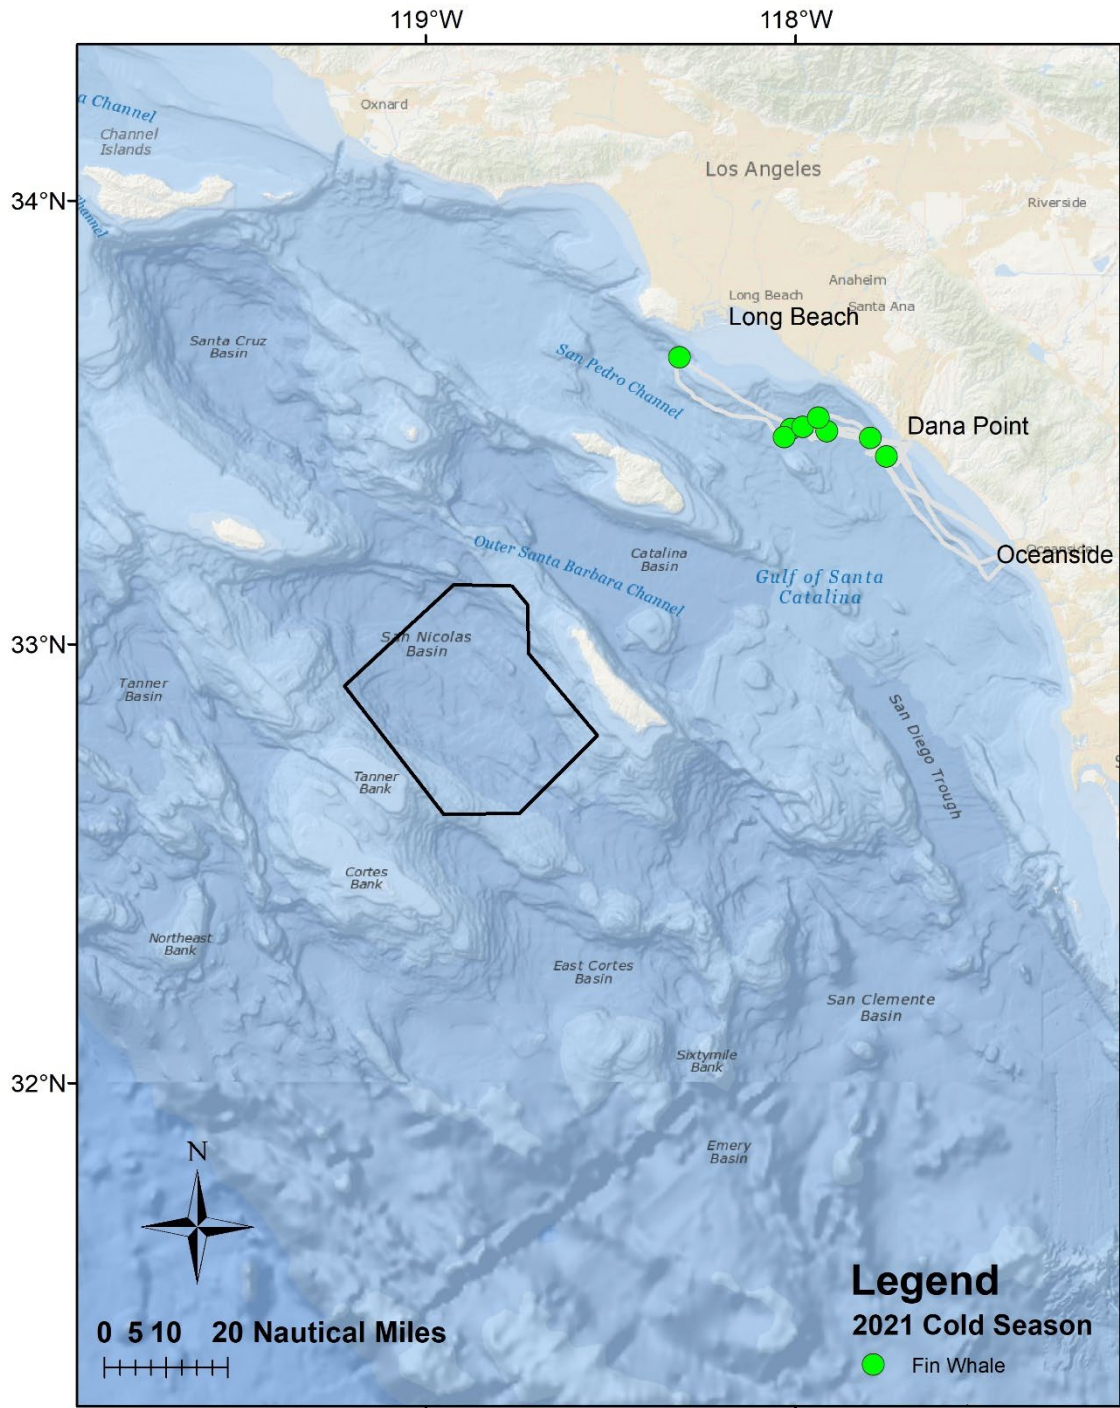 119°W
118°W
a Channel
Channel
Islands
Oxnard
Los Angeles
34°N
hannel
Riverside
Anaheim
Long Beach
Santa Ana
Long Beach
Santa Cruz
Basin
San Pedro Channel
Dana Point
Outer Santa Barbara Channel
Catalina
Basin
Oceanside
Oceanside
Gulf of Santa
Catalina
33°N
San Nicolas
Basin
Tanner
Basin
San Diego Trough
S
Tanner
Bank
Cortes
Bank
Northeast
Bank
East Cortes
Basin
San Clemente
Basin
Sixtymile
Bank
32°N
Emery
Basin
N
Legend
2021 Cold Season
Fin Whale
0 5 10 20 Nautical Miles